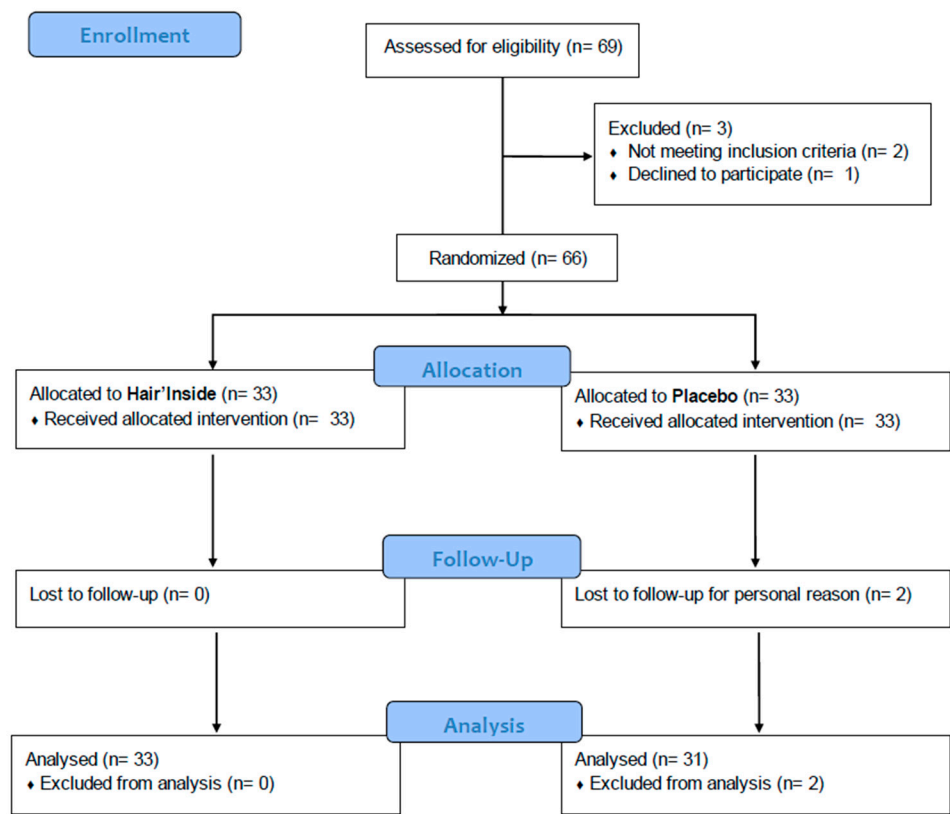 Enrollment
Assessed for eligibility (n= 69)
Excluded (n= 3)
♦ Not meeting inclusion criteria (n= 2)
♦ Declined to participate (n= 1)
Randomized (n= 66)
Allocation
Allocated to Hair'Inside (n= 33)
♦ Received allocated intervention (n= 33)
Allocated to Placebo (n= 33)
♦ Received allocated intervention (n= 33)
Follow-Up
Lost to follow-up (n= 0)
Lost to follow-up for personal reason (n= 2)
Analysis
Analysed (n= 33)
♦ Excluded from analysis (n= 0)
Analysed (n= 31)
♦ Excluded from analysis (n= 2)